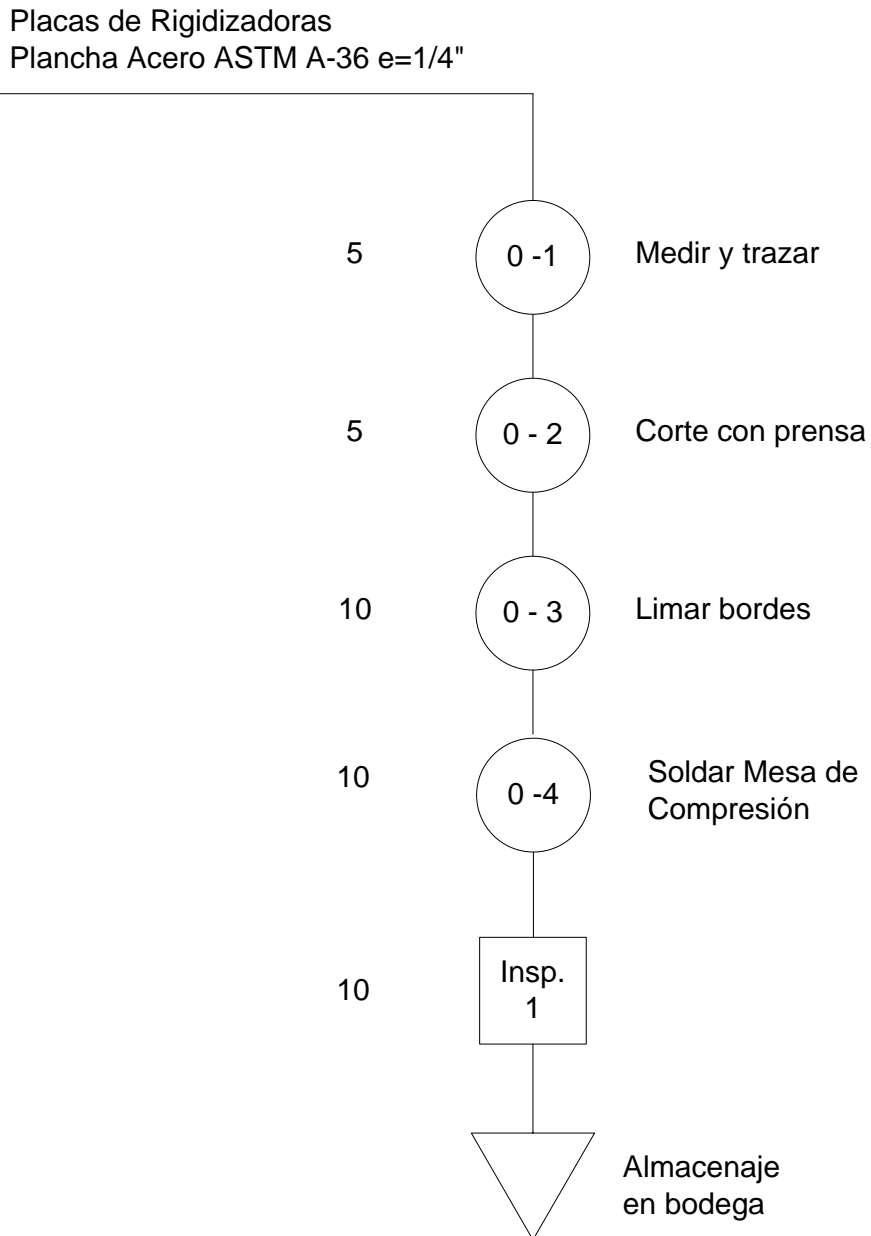 Placas de Rigidizadoras
Plancha Acero ASTM A-36 e=1/4"
5 0 -1 Medir y trazar
5 0 - 2 Corte con prensa
10 0 - 3 Limar bordes
10 0 -4 Soldar Mesa de
Compresión
10 Insp.
1
Almacenaje
en bodega